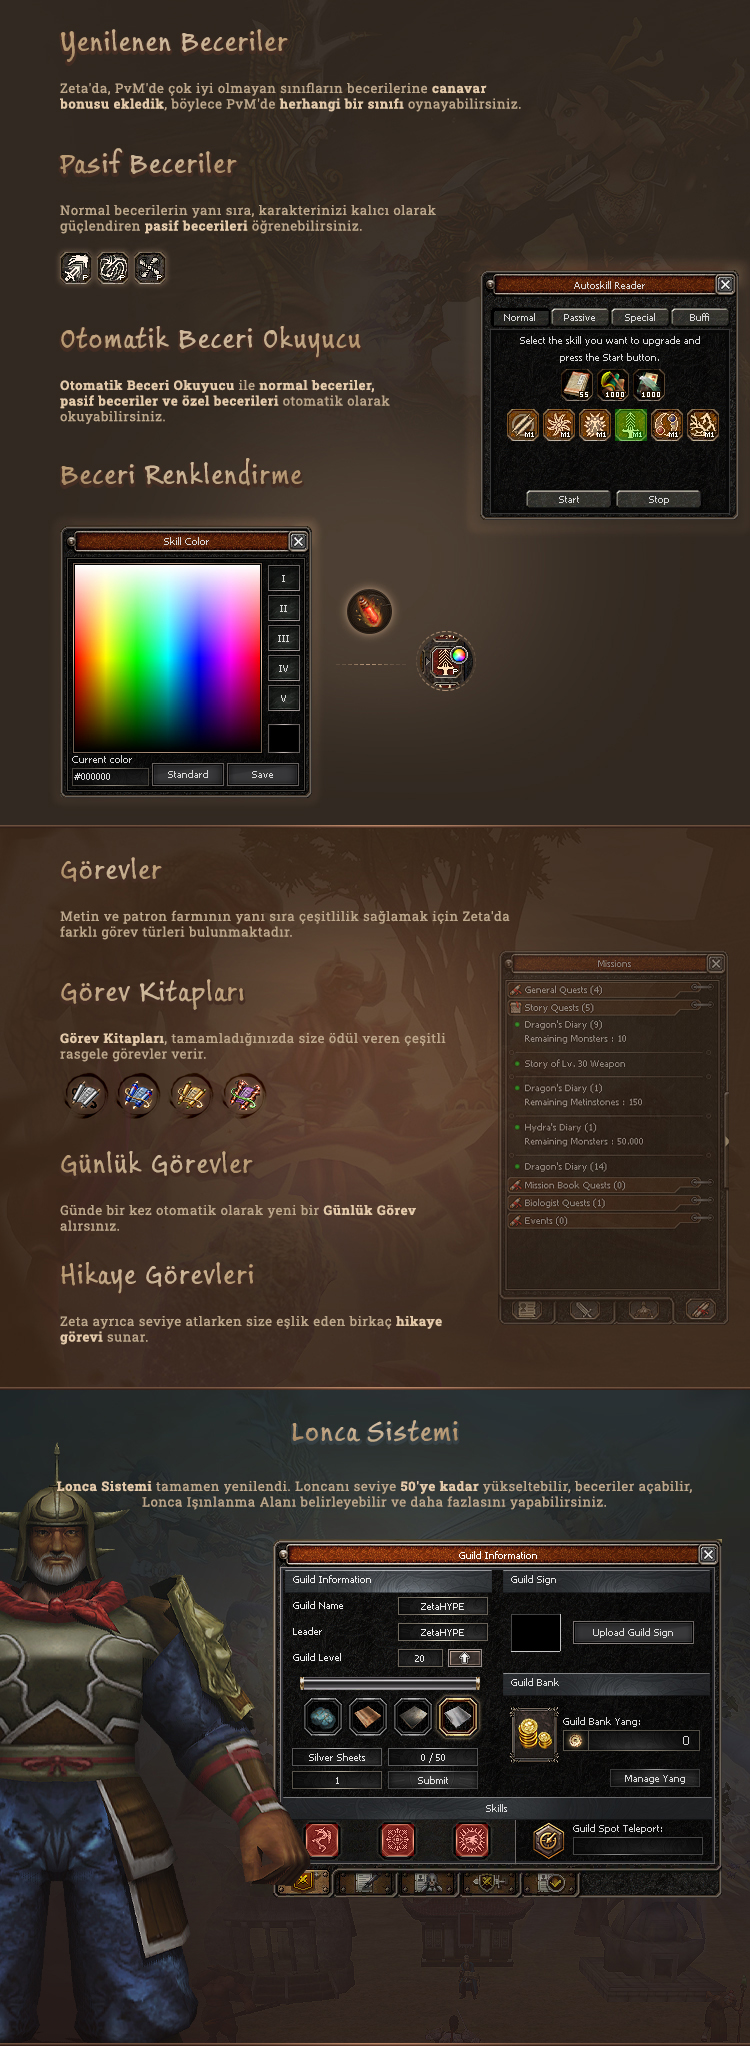 Yenilenen Beceriler
Zeta'da, PvM'de çok iyi olmayan sınıfların becerilerine canavar
bonusu ekledik, böylece PvM'de herhangi bir sınıfı oynayabilirsiniz.
Pasif Beceriler
Normal becerilerin yanı sıra, karakterinizi kalıcı olarak
güçlendiren pasif becerileri öğrenebilirsiniz.
P P P
Autoskill Reader
Normal Passive Special Buffi
Select the skill you want to upgrade and
press the Start button.
55 1000 1000
M1 M1 M1 M1 M1 M1
Start Stop
Otomatik Beceri Okuyucu
Otomatik Beceri Okuyucu ile normal beceriler,
pasif beceriler ve özel becerileri otomatik olarak
okuyabilirsiniz.
Beceri Renklendirme
Skill Color
I
II
III
IV
V
Current color
#000000 Standard Save
P
Görevler
Metin ve patron farmının yanı sıra çeşitlilik sağlamak için Zeta'da
farklı görev türleri bulunmaktadır.
Görev Kitapları
Görev Kitapları, tamamladığınızda size ödül veren çeşitli
rasgele görevler verir.
Günlük Görevler
Günde bir kez otomatik olarak yeni bir Günlük Görev
alırsınız.
Hikaye Görevleri
Zeta ayrıca seviye atlarken size eşlik eden birkaç hikaye
görevi sunar.
Missions
General Quests (4)
Story Quests (5)
Dragon's Diary (9)
Remaining Monsters : 10
Story of Lv. 30 Weapon
Dragon's Diary (1)
Remaining Metinstones : 150
Hydra's Diary (1)
Remaining Monsters : 50.000
Dragon's Diary (14)
Mission Book Quests (0)
Biologist Quests (1)
Events (0)
Lonca Sistemi
Lonca Sistemi tamamen yenilendi. Loncanı seviye 50'ye kadar yükseltebilir, beceriler açabilir,
Lonca Işınlanma Alanı belirleyebilir ve daha fazlasını yapabilirsiniz.
Guild Information
Guild Information Guild Sign
Guild Name ZetaHYPE
Leader ZetaHYPE Upload Guild Sign
Guild Level 20
Guild Bank
Guild Bank Yang:
0
Silver Sheets 0 / 50
1 Submit Manage Yang
Skills
Guild Spot Teleport: